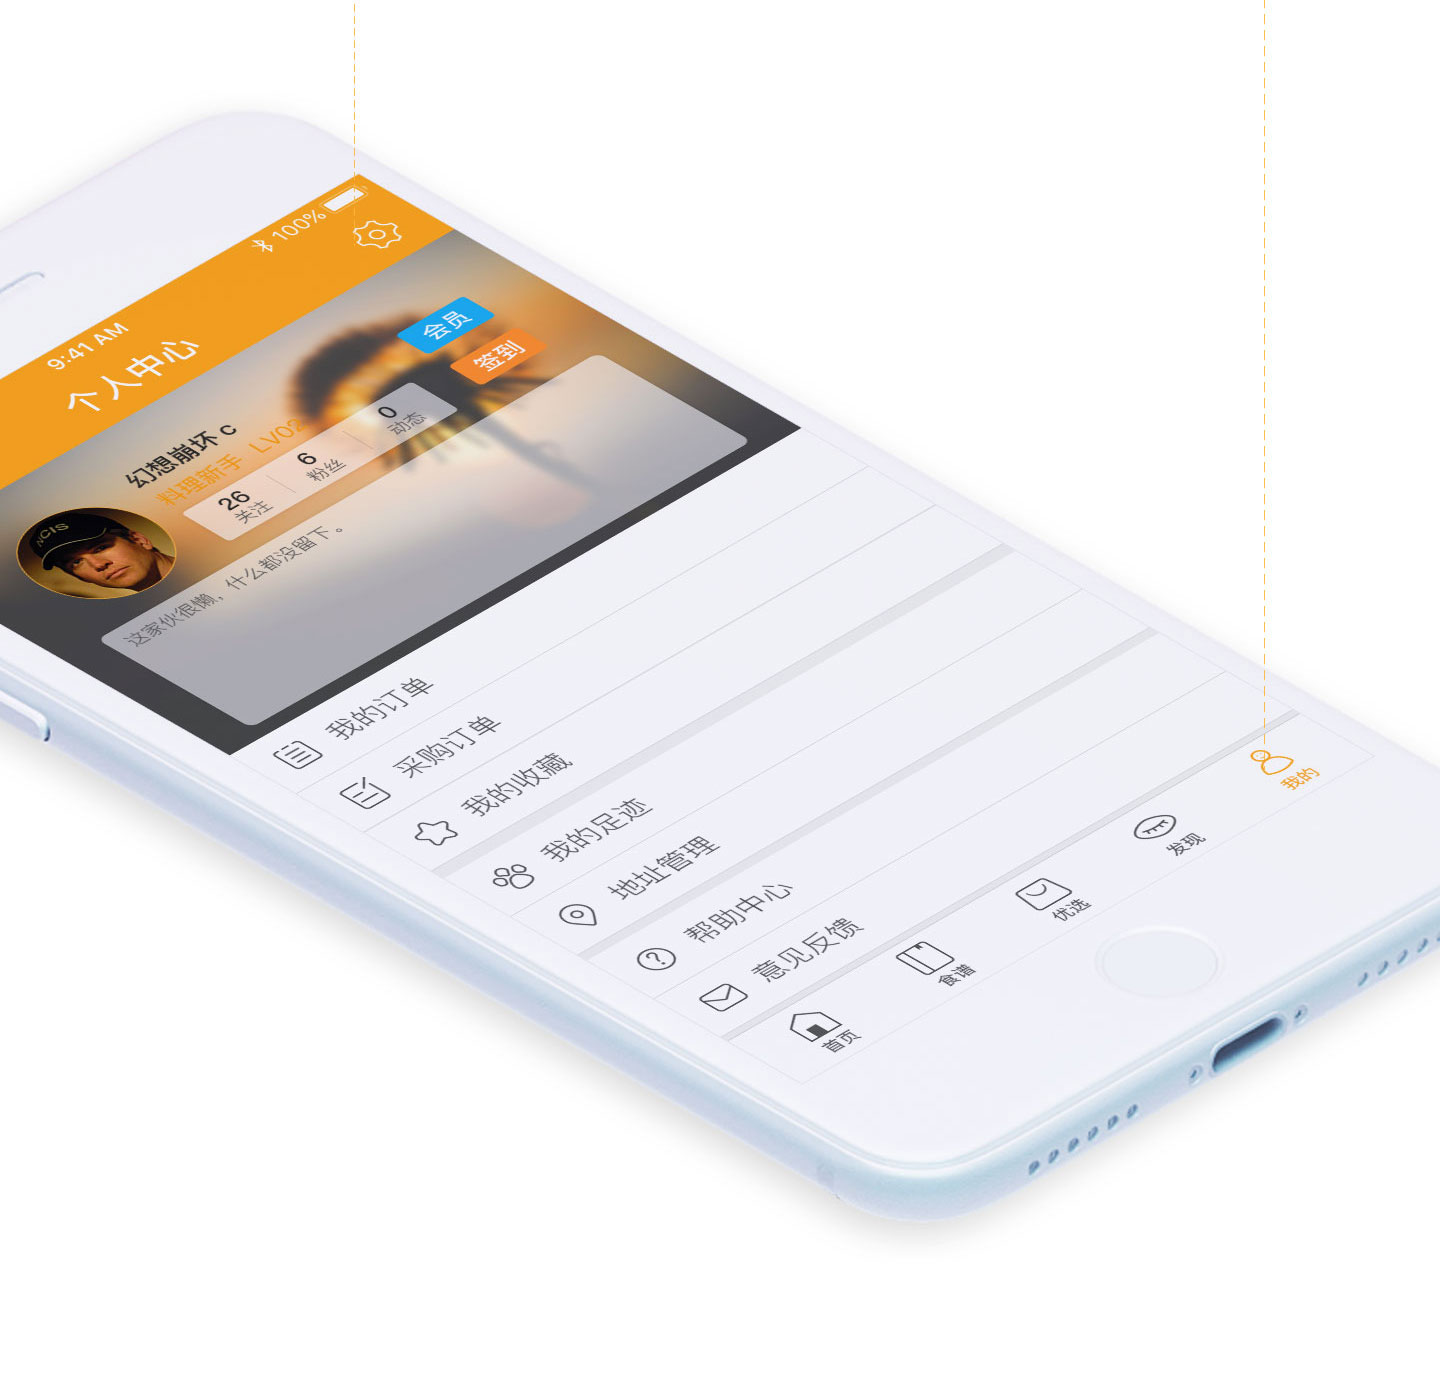 9:41 AM
100%
个人中心
会员
签到
幻想崩坏 c
料理新手 LV02
26
关注
6
粉丝
0
动态
NCIS
这家伙很懒，什么都没留下。
我的订单
采购订单
我的收藏
我的足迹
地址管理
帮助中心
意见反馈
首页
食谱
优选
发现
我的